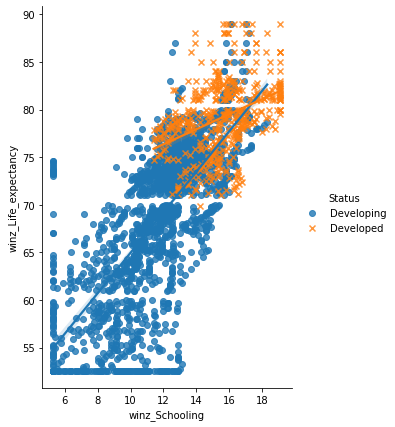 90
85
80
75
70
65
60
55
winz_Life_expectancy
6 8 10 12 14 16 18
winz_Schooling
Status
Developing
Developed